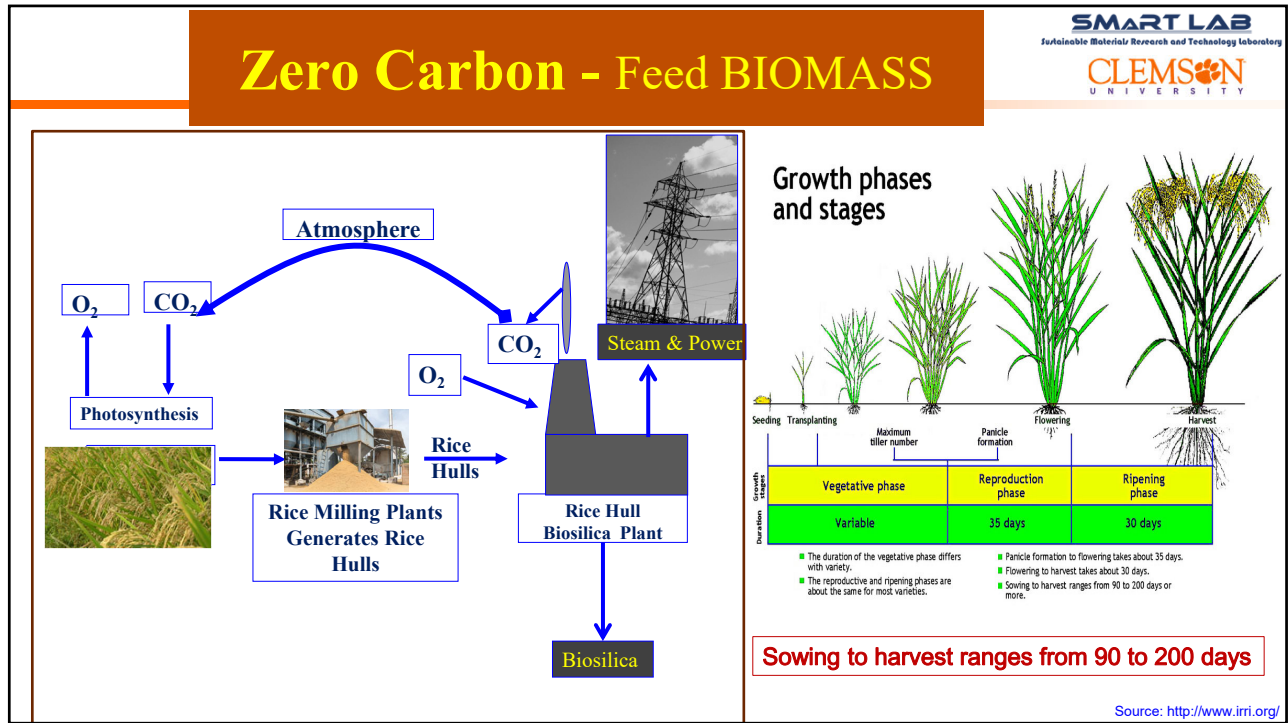 Zero Carbon - Feed BIOMASS
SMART LAB
Sustainable Materials Research and Technology Laboratory
CLEMSON
UNIVERSITY
Atmosphere
O₂
CO₂
Photosynthesis
Rice Milling Plants
Generates Rice
Hulls
Rice
Hulls
O₂
CO₂
Steam & Power
Rice Hull
Biosilica Plant
Biosilica
Growth phases
and stages
Seeding
Transplanting
Maximum
tiller number
Panicle
formation
Flowering
Harvest
Growth
stages
Vegetative phase
Reproduction
phase
Ripening
phase
Duration
Variable
35 days
30 days
The duration of the vegetative phase differs
with variety.
The reproductive and ripening phases are
about the same for most varieties.
Panicle formation to flowering takes about 35 days.
Flowering to harvest takes about 30 days.
Sowing to harvest ranges from 90 to 200 days or
more.
Sowing to harvest ranges from 90 to 200 days
Source: http://www.irri.org/